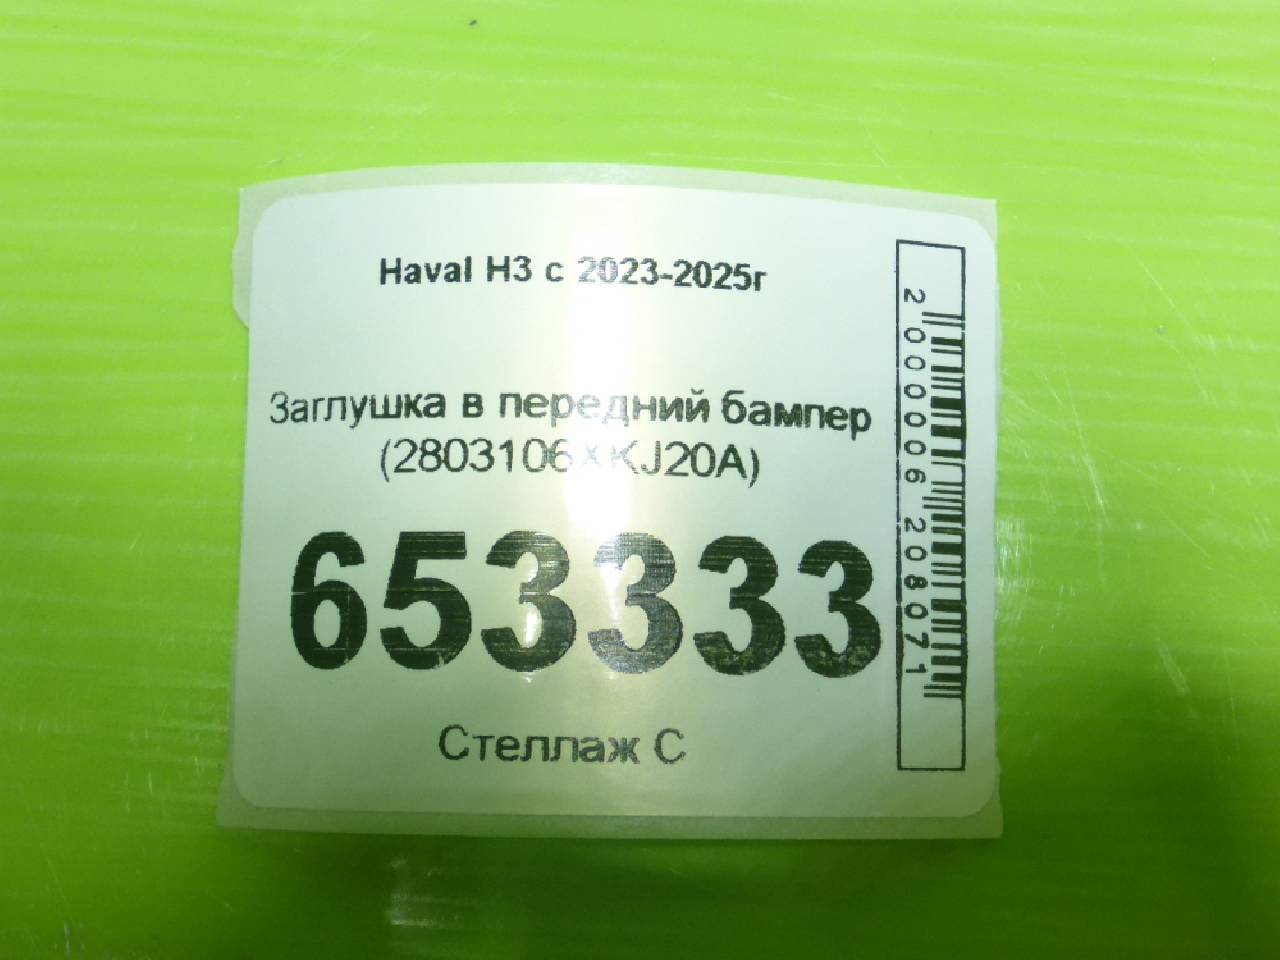 Haval H3 с 2023-2025г
Заглушка в передний бампер
(2803106XKJ20A)
653333
Стеллаж С
2000006208071